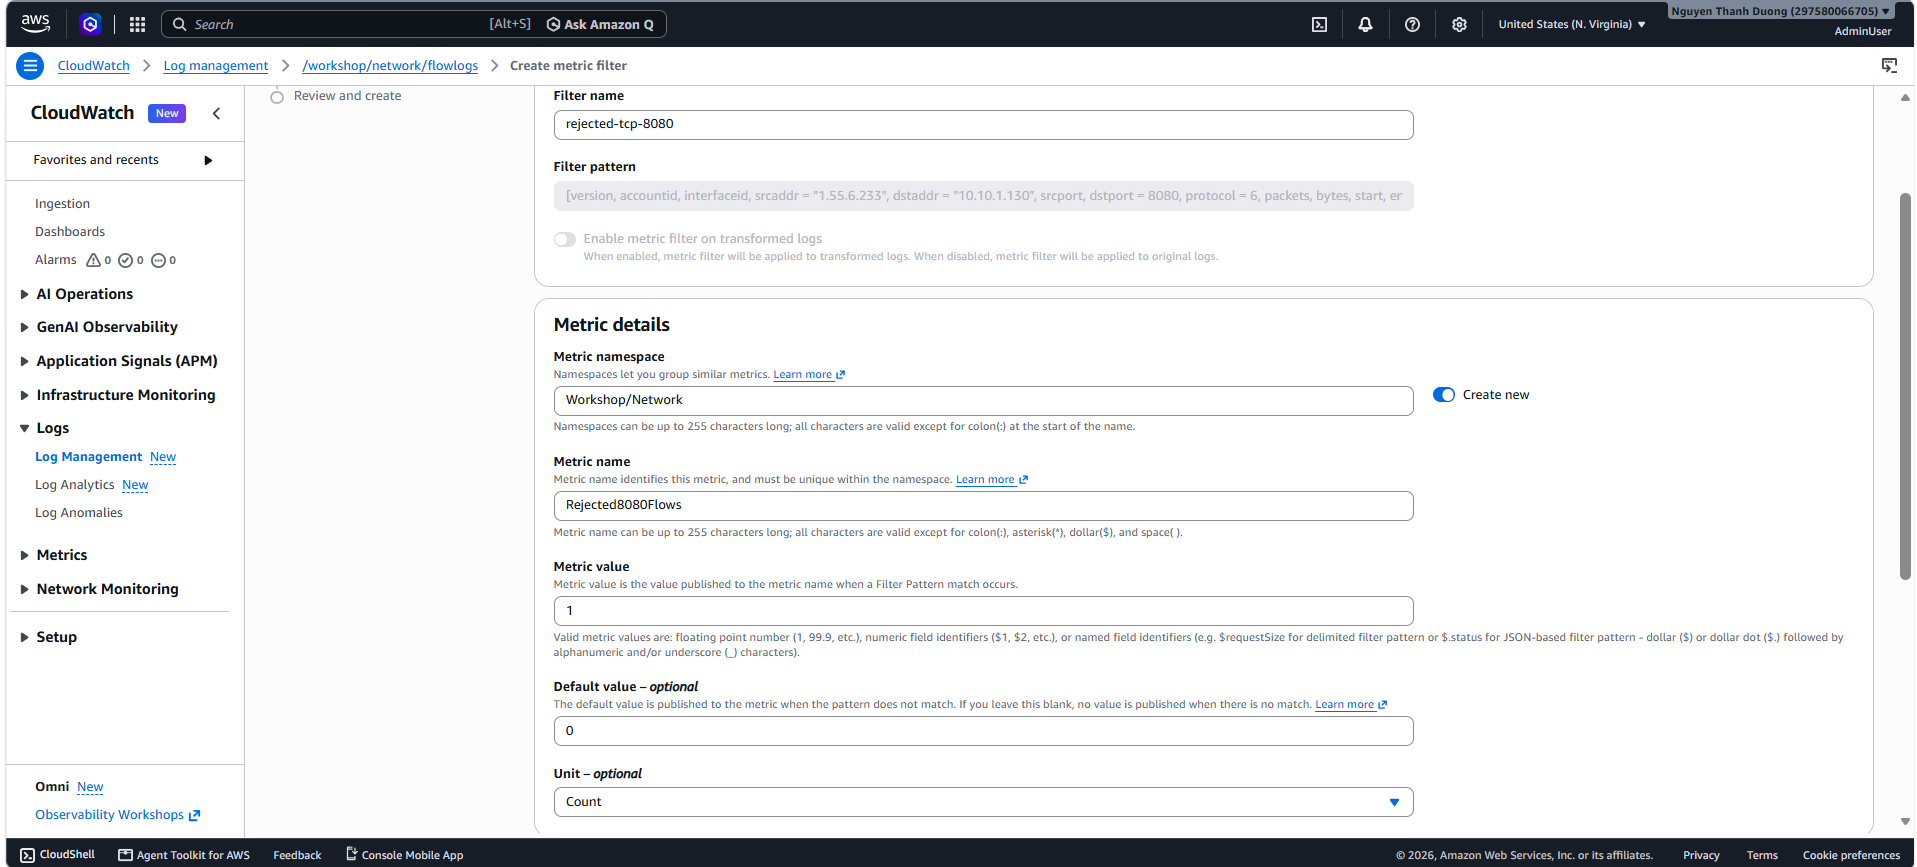 aws
Search [Alt+S] Ask Amazon Q
United States (N. Virginia)
Nguyen Thanh Duong (297580066705)
AdminUser
CloudWatch > Log management > /workshop/network/flowlogs > Create metric filter
CloudWatch New
Favorites and recents
Ingestion
Dashboards
Alarms 0 0 0
AI Operations
GenAI Observability
Application Signals (APM)
Infrastructure Monitoring
Logs
Log Management New
Log Analytics New
Log Anomalies
Metrics
Network Monitoring
Setup
Omni New
Observability Workshops
Review and create
Filter name
rejected-tcp-8080
Filter pattern
[version, accountid, interfaceid, srcaddr = "1.55.6.233", dstaddr = "10.10.1.130", srcport, dstport = 8080, protocol = 6, packets, bytes, start, er
Enable metric filter on transformed logs
When enabled, metric filter will be applied to transformed logs. When disabled, metric filter will be applied to original logs.
Metric details
Metric namespace
Namespaces let you group similar metrics. Learn more
Workshop/Network
Create new
Namespaces can be up to 255 characters long; all characters are valid except for colon(:) at the start of the name.
Metric name
Metric name identifies this metric, and must be unique within the namespace. Learn more
Rejected8080Flows
Metric name can be up to 255 characters long; all characters are valid except for colon(:), asterisk(*), dollar($), and space( ).
Metric value
Metric value is the value published to the metric name when a Filter Pattern match occurs.
1
Valid metric values are: floating point number (1, 99.9, etc.), numeric field identifiers ($1, $2, etc.), or named field identifiers (e.g. $requestSize for delimited filter pattern or $.status for JSON-based filter pattern - dollar ($) or dollar dot ($.) followed by
alphanumeric and/or underscore (_) characters).
Default value – optional
The default value is published to the metric when the pattern does not match. If you leave this blank, no value is published when there is no match. Learn more
0
Unit – optional
Count
CloudShell Agent Toolkit for AWS Feedback Console Mobile App
© 2026, Amazon Web Services, Inc. or its affiliates. Privacy Terms Cookie preferences